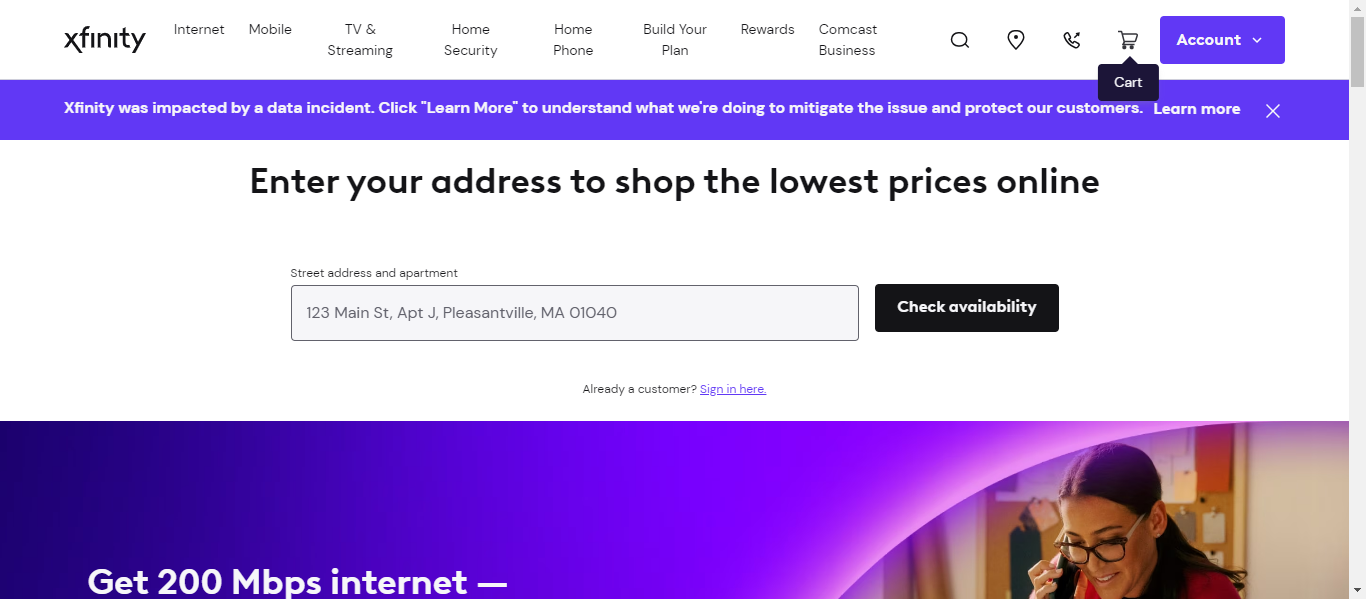 xfinity
Internet
Mobile
TV &
Streaming
Home
Security
Home
Phone
Build Your
Plan
Rewards
Comcast
Business
Account
Cart
Xfinity was impacted by a data incident. Click "Learn More" to understand what we're doing to mitigate the issue and protect our customers. Learn more
Enter your address to shop the lowest prices online
Street address and apartment
123 Main St, Apt J, Pleasantville, MA 01040
Check availability
Already a customer? Sign in here.
Get 200 Mbps internet —